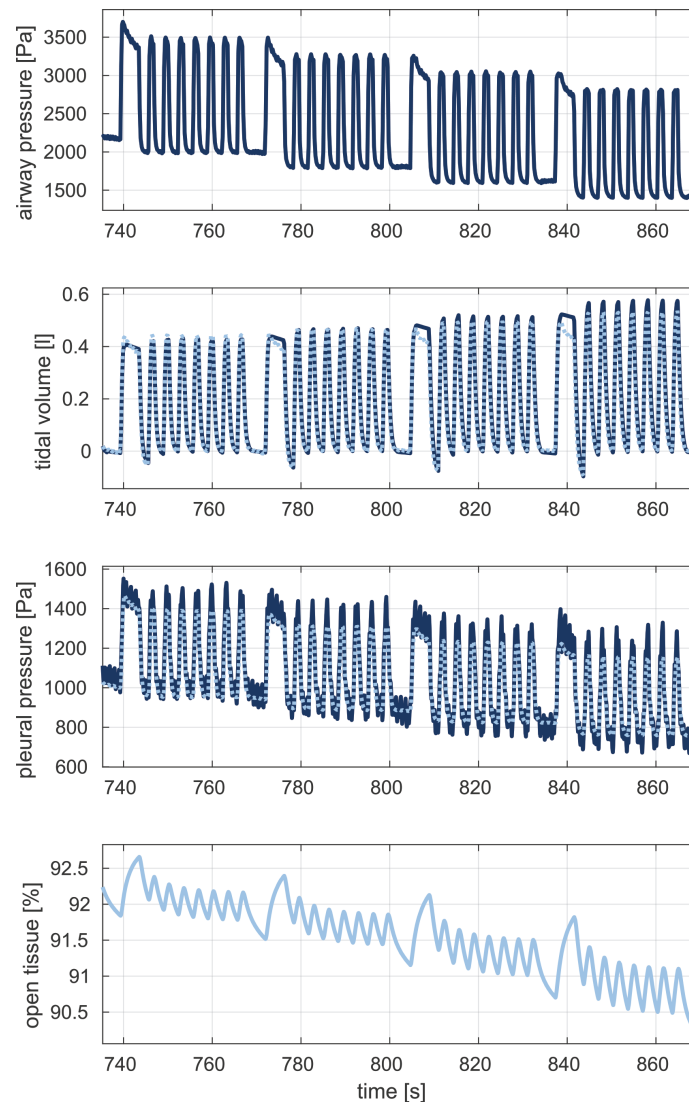 airway pressure [Pa]
3500
3000
2500
2000
1500
740 760 780 800 820 840 860
tidal volume [l]
0.6
0.4
0.2
0
740 760 780 800 820 840 860
pleural pressure [Pa]
1600
1400
1200
1000
800
600
740 760 780 800 820 840 860
open tissue [%]
92.5
92
91.5
91
90.5
740 760 780 800 820 840 860
time [s]